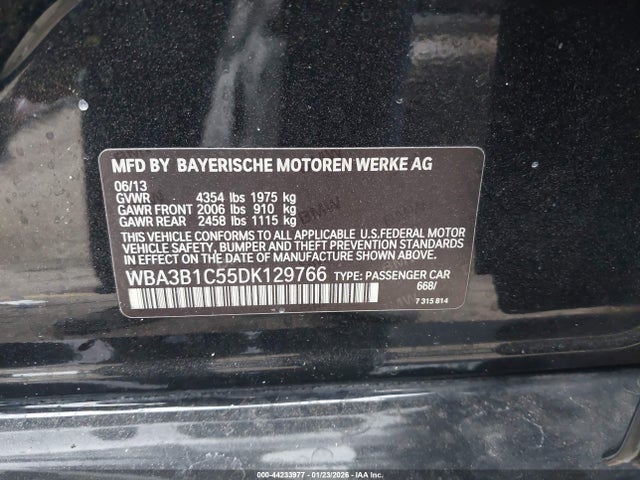 MFD BY BAYERISCHE MOTOREN WERKE AG
06/13
GVWR 4354 lbs 1975 kg
GAWR FRONT 2006 lbs 910 kg
GAWR REAR 2458 lbs 1115 kg
THIS VEHICLE CONFORMS TO ALL APPLICABLE U.S.FEDERAL MOTOR
VEHICLE SAFETY, BUMPER AND THEFT PREVENTION STANDARDS
IN EFFECT ON THE DATE OF MANUFACTURE SHOWN ABOVE.
WBA3B1C55DK129766 TYPE: PASSENGER CAR
668/
7 315 814
000-44233977 - 01/23/2026 - COPYRIGHT IAA, LLC.